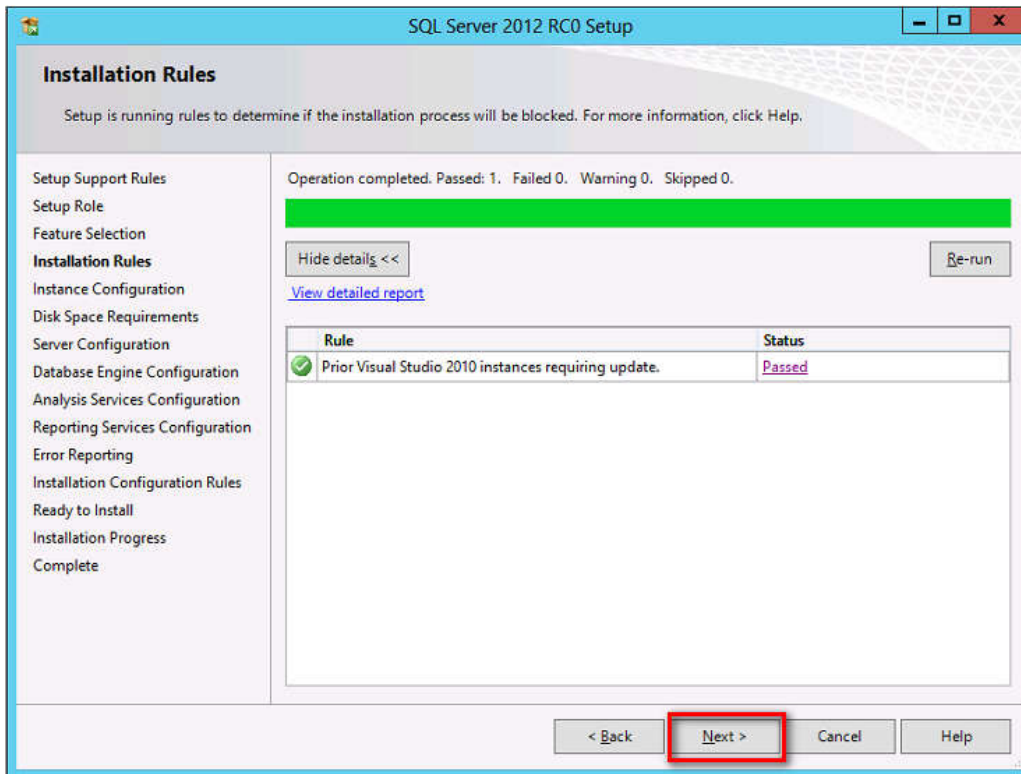 SQL Server 2012 RC0 Setup
Installation Rules
Setup is running rules to determine if the installation process will be blocked. For more information, click Help.
Setup Support Rules
Setup Role
Feature Selection
Installation Rules
Instance Configuration
Disk Space Requirements
Server Configuration
Database Engine Configuration
Analysis Services Configuration
Reporting Services Configuration
Error Reporting
Installation Configuration Rules
Ready to Install
Installation Progress
Complete
Operation completed. Passed: 1. Failed 0. Warning 0. Skipped 0.
Hide details << Re-run
View detailed report
Rule Status
Prior Visual Studio 2010 instances requiring update. Passed
< Back Next > Cancel Help